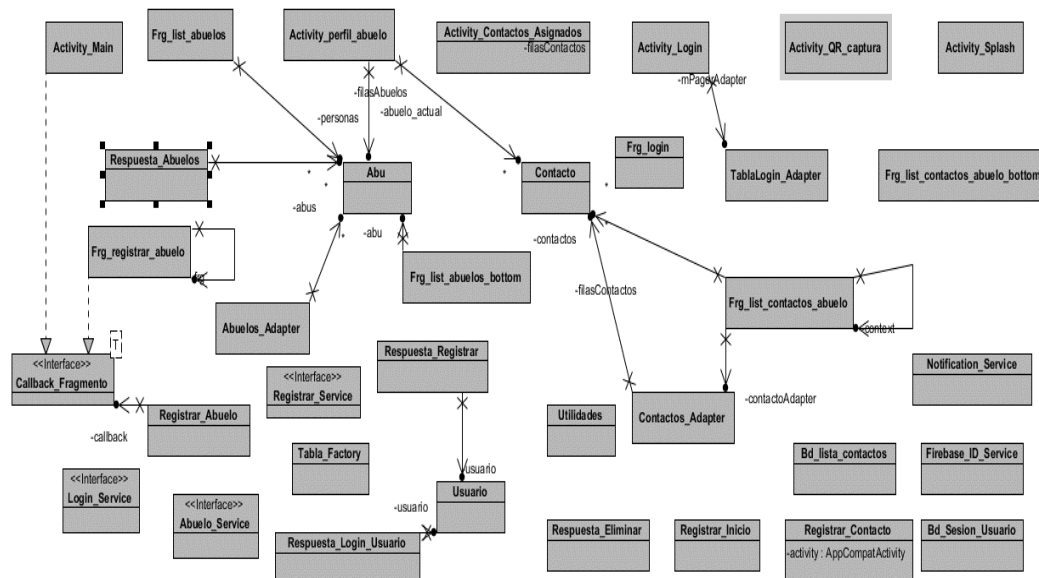 Activity_Main
Frg_list_abuelos
Activity_perfil_abuelo
Activity_Contactos_Asignados
-filasContactos
Activity_Login
Activity_QR_captura
Activity_Splash
-mPagerAdapter
-filasAbuelos
-abuelo_actual
-personas
Respuesta_Abuelos
Abu
*
*
*
-abus
-abu
Contacto
*
*
-contactos
Frg_login
TablaLogin_Adapter
Frg_list_contactos_abuelo_bottom
Frg_registrar_abuelo
Frg_list_abuelos_bottom
-filasContactos
Frg_list_contactos_abuelo
-context
Abuelos_Adapter
T
<<Interface>>
Callback_Fragmento
-callback
Registrar_Abuelo
<<Interface>>
Registrar_Service
Respuesta_Registrar
Utilidades
Contactos_Adapter
-contactoAdapter
Notification_Service
Tabla_Factory
Bd_lista_contactos
Firebase_ID_Service
<<Interface>>
Login_Service
<<Interface>>
Abuelo_Service
-usuario
Usuario
-usuario
Respuesta_Login_Usuario
Respuesta_Eliminar
Registrar_Inicio
Registrar_Contacto
-activity : AppCompatActivity
Bd_Sesion_Usuario